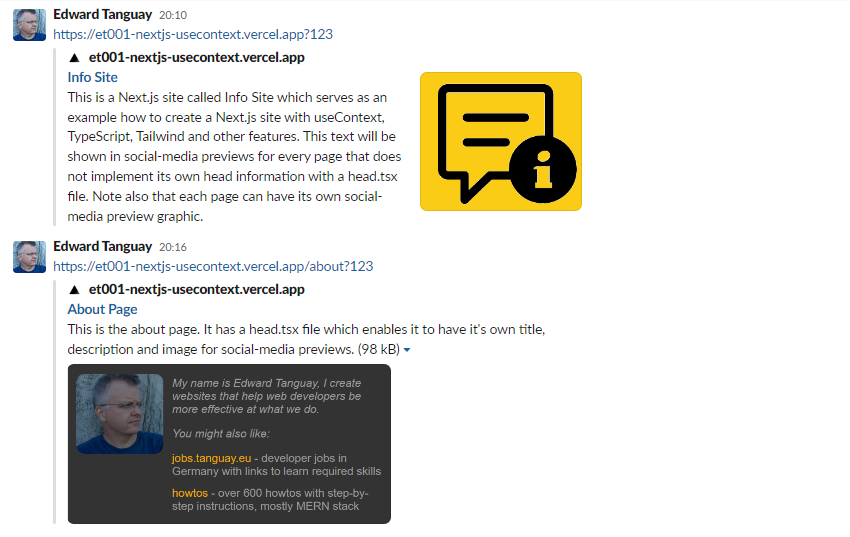 Edward Tanguay 20:10
https://et001-nextjs-usecontext.vercel.app?123
et001-nextjs-usecontext.vercel.app
Info Site
This is a Next.js site called Info Site which serves as an
example how to create a Next.js site with useContext,
TypeScript, Tailwind and other features. This text will be
shown in social-media previews for every page that does
not implement its own head information with a head.tsx
file. Note also that each page can have its own social-
media preview graphic.
i
Edward Tanguay 20:16
https://et001-nextjs-usecontext.vercel.app/about?123
et001-nextjs-usecontext.vercel.app
About Page
This is the about page. It has a head.tsx file which enables it to have it's own title,
description and image for social-media previews. (98 kB)
My name is Edward Tanguay, I create
websites that help web developers be
more effective at what we do.
You might also like:
jobs.tanguay.eu - developer jobs in
Germany with links to learn required skills
howtos - over 600 howtos with step-by-
step instructions, mostly MERN stack